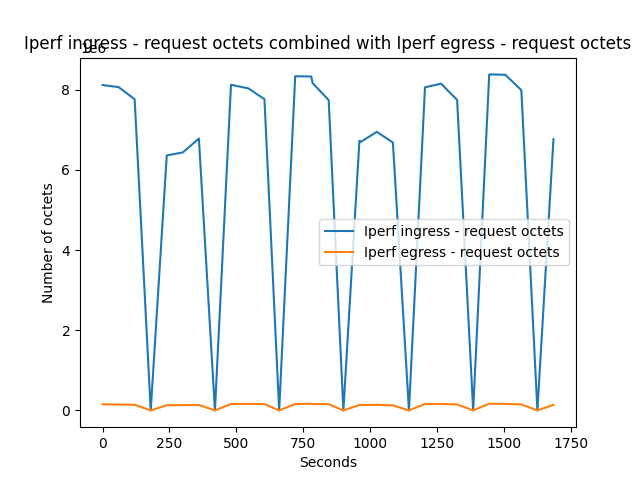 Iperf ingress - request octets combined with Iperf egress - request octets
1e6
8
6
4
2
0
Number of octets
Iperf ingress - request octets
Iperf egress - request octets
0 250 500 750 1000 1250 1500 1750
Seconds